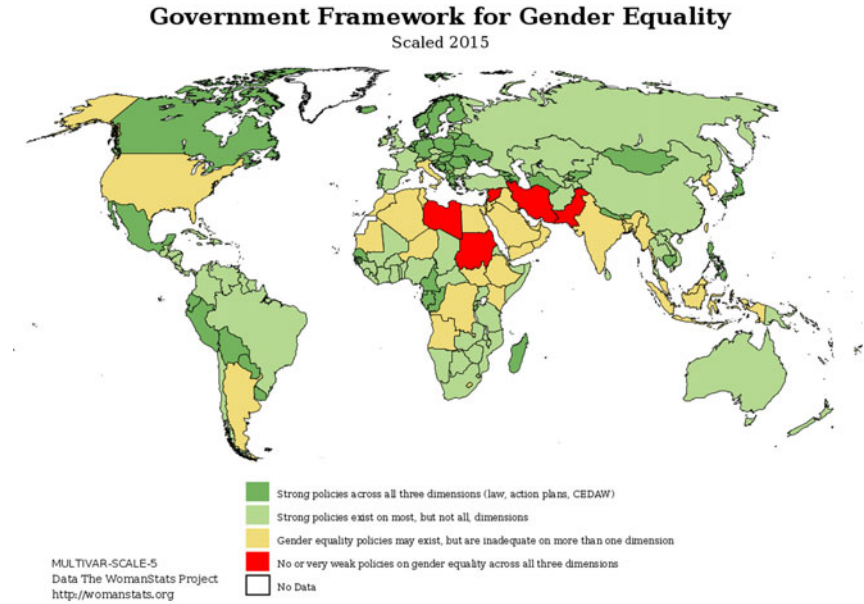 Government Framework for Gender Equality
Scaled 2015
Strong policies across all three dimensions (law, action plans, CEDAW)
Strong policies exist on most, but not all, dimensions
Gender equality policies may exist, but are inadequate on more than one dimension
No or very weak policies on gender equality across all three dimensions
No Data
MULTIVAR-SCALE-5
Data The WomanStats Project
http://womanstats.org